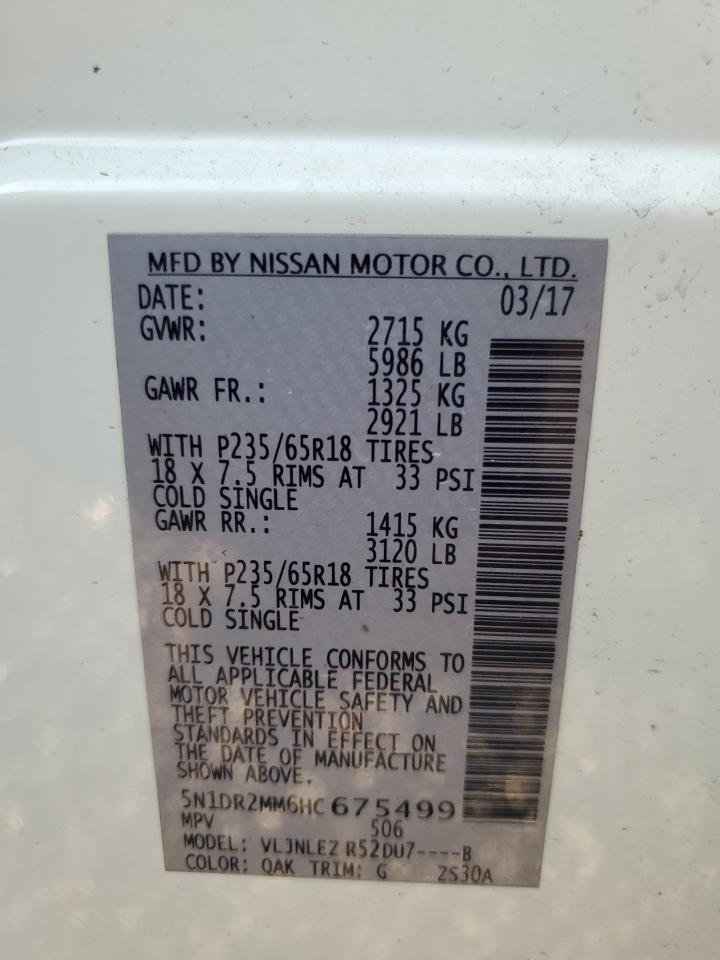 MFD BY NISSAN MOTOR CO., LTD.
DATE: 03/17
GVWR: 2715 KG
5986 LB
GAWR FR.: 1325 KG
2921 LB
WITH P235/65R18 TIRES
18 X 7.5 RIMS AT 33 PSI
COLD SINGLE
GAWR RR.: 1415 KG
3120 LB
WITH P235/65R18 TIRES
18 X 7.5 RIMS AT 33 PSI
COLD SINGLE
THIS VEHICLE CONFORMS TO
ALL APPLICABLE FEDERAL
MOTOR VEHICLE SAFETY AND
THEFT PREVENTION
STANDARDS IN EFFECT ON
THE DATE OF MANUFACTURE
SHOWN ABOVE.
5N1DR2MM6HC675499
MPV 506
MODEL: VLJNLEZ R52DU7----B
COLOR: QAK TRIM: G ZS30A